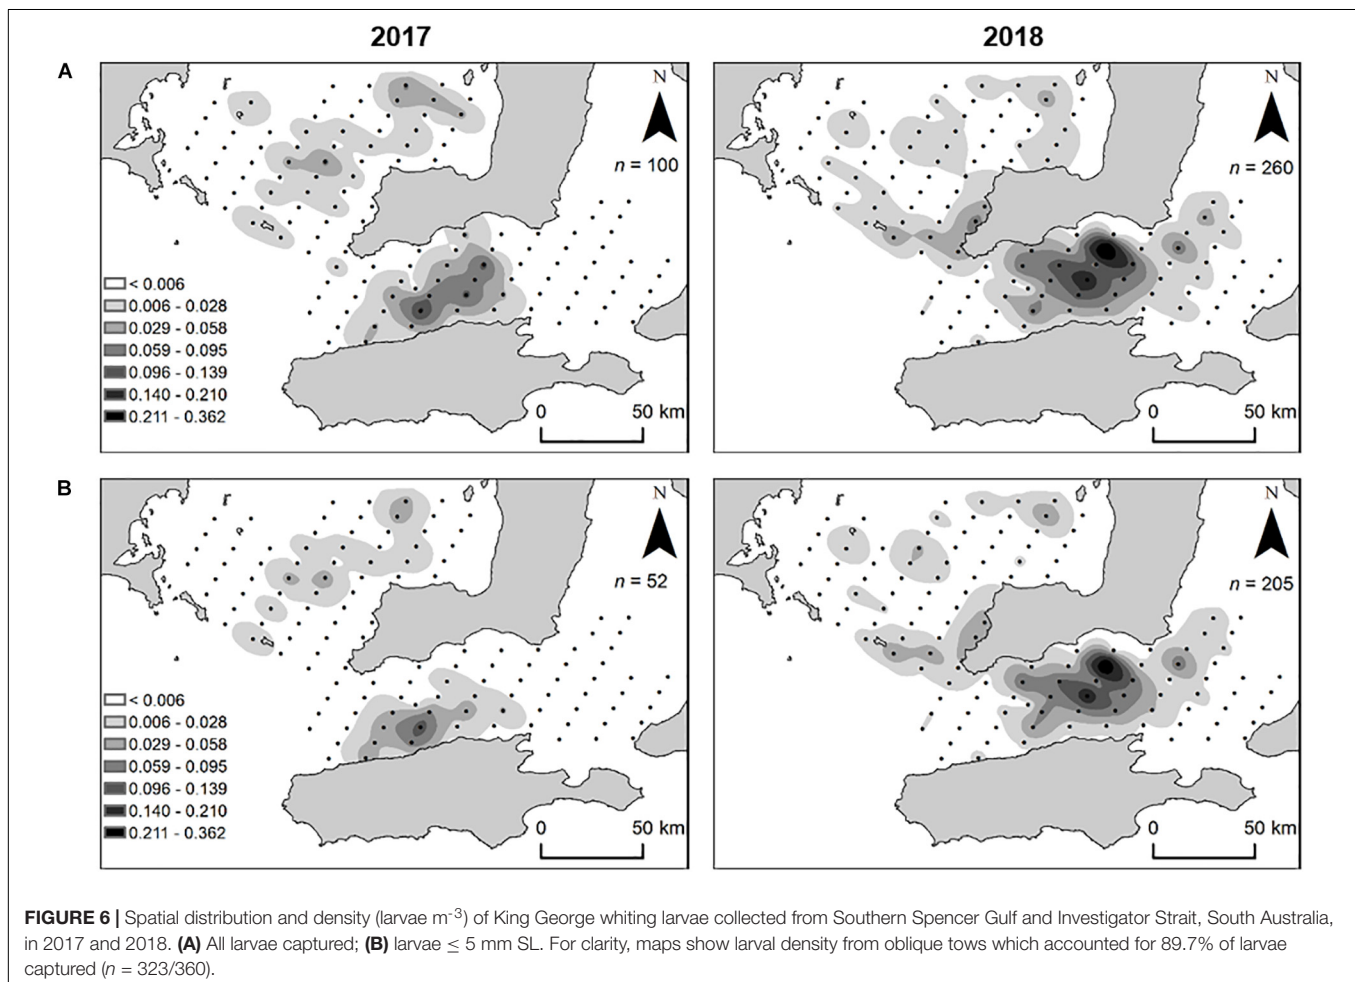 2017
2018
A
N
n = 100
< 0.006
0.006 - 0.028
0.029 - 0.058
0.059 - 0.095
0.096 - 0.139
0.140 - 0.210
0.211 - 0.362
0
50 km
N
n = 260
0
50 km
B
N
n = 52
< 0.006
0.006 - 0.028
0.029 - 0.058
0.059 - 0.095
0.096 - 0.139
0.140 - 0.210
0.211 - 0.362
0
50 km
N
n = 205
0
50 km
FIGURE 6 | Spatial distribution and density (larvae m-3) of King George whiting larvae collected from Southern Spencer Gulf and Investigator Strait, South Australia,
in 2017 and 2018. (A) All larvae captured; (B) larvae ≤ 5 mm SL. For clarity, maps show larval density from oblique tows which accounted for 89.7% of larvae
captured (n = 323/360).